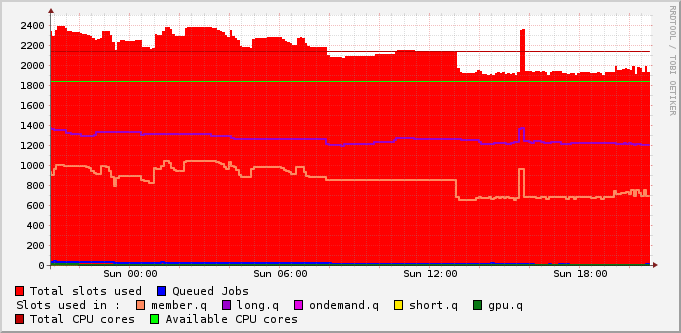 RRDTOOL / TOBI OETIKER
2400
2200
2000
1800
1600
1400
1200
1000
800
600
400
200
0
Sun 00:00 Sun 06:00 Sun 12:00 Sun 18:00
Total slots used Queued Jobs
Slots used in : member.q long.q ondemand.q short.q gpu.q
Total CPU cores Available CPU cores